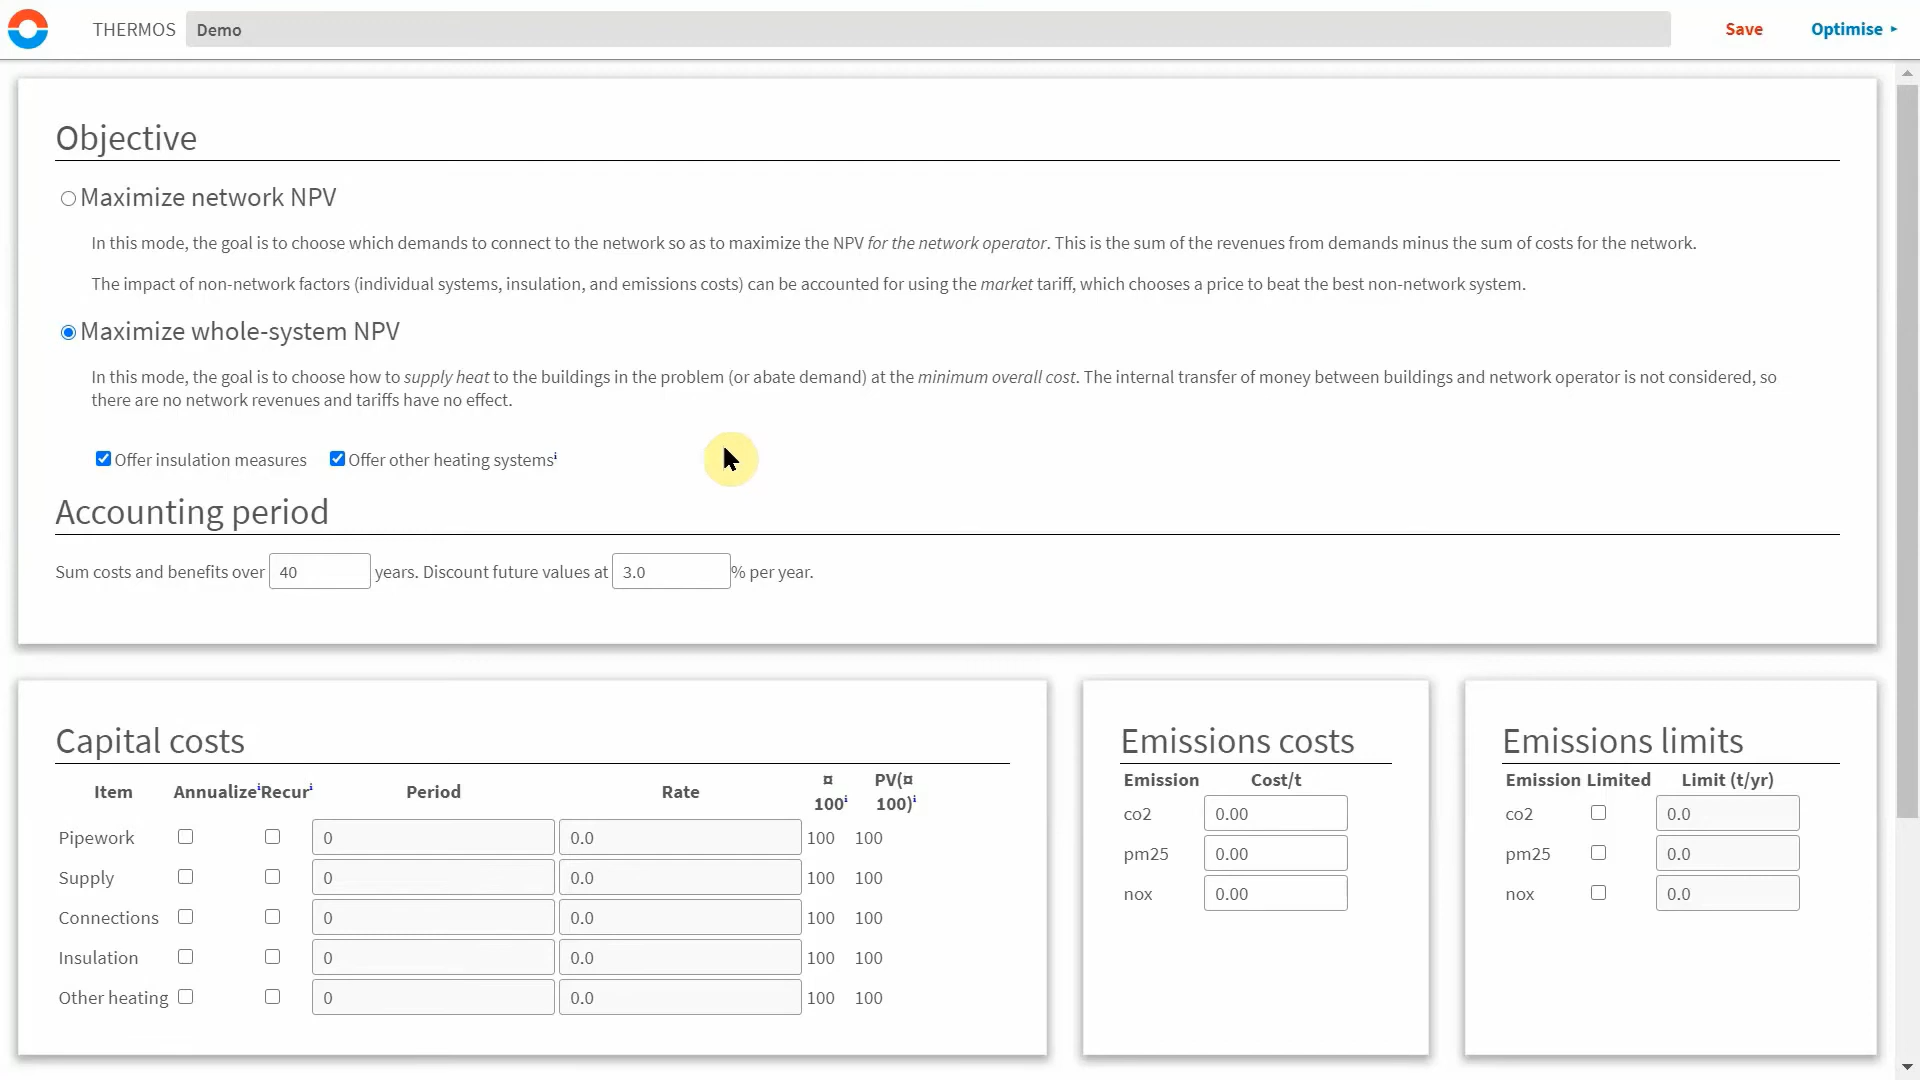 THERMOS Demo Save Optimise ▸
Objective
Maximize network NPV
In this mode, the goal is to choose which demands to connect to the network so as to maximize the NPV for the network operator. This is the sum of the revenues from demands minus the sum of costs for the network.
The impact of non-network factors (individual systems, insulation, and emissions costs) can be accounted for using the market tariff, which chooses a price to beat the best non-network system.
Maximize whole-system NPV
In this mode, the goal is to choose how to supply heat to the buildings in the problem (or abate demand) at the minimum overall cost. The internal transfer of money between buildings and network operator is not considered, so
there are no network revenues and tariffs have no effect.
Offer insulation measures Offer other heating systemsⁱ
Accounting period
Sum costs and benefits over 40 years. Discount future values at 3.0 % per year.
Capital costs
Item Annualizeⁱ Recurⁱ Period Rate ¤ 100ⁱ PV(¤ 100)ⁱ
Pipework 0 0.0 100 100
Supply 0 0.0 100 100
Connections 0 0.0 100 100
Insulation 0 0.0 100 100
Other heating 0 0.0 100 100
Emissions costs
Emission Cost/t
co2 0.00
pm25 0.00
nox 0.00
Emissions limits
Emission Limited Limit (t/yr)
co2 0.0
pm25 0.0
nox 0.0